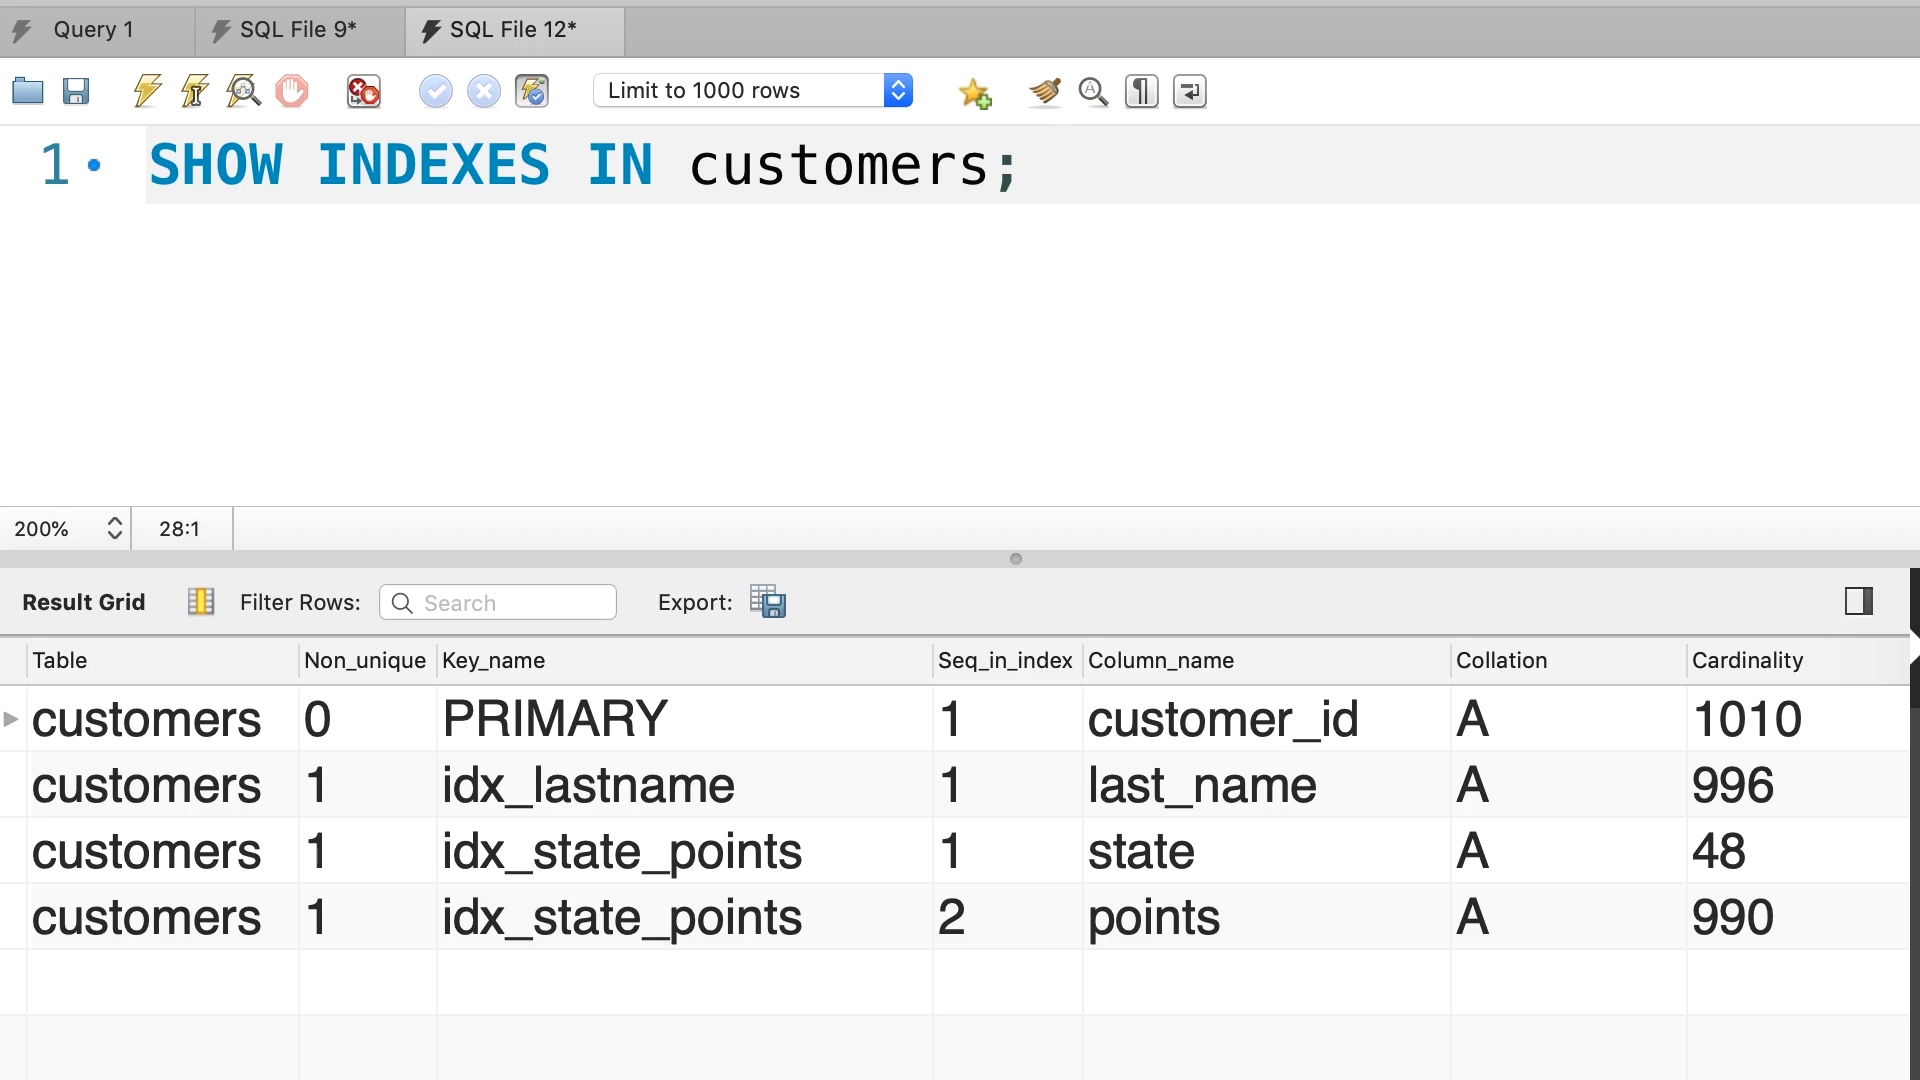 Query 1 SQL File 9* SQL File 12*
Limit to 1000 rows
1 SHOW INDEXES IN customers;
200% 28:1
Result Grid Filter Rows: Search Export:
Table Non_unique Key_name Seq_in_index Column_name Collation Cardinality
customers 0 PRIMARY 1 customer_id A 1010
customers 1 idx_lastname 1 last_name A 996
customers 1 idx_state_points 1 state A 48
customers 1 idx_state_points 2 points A 990